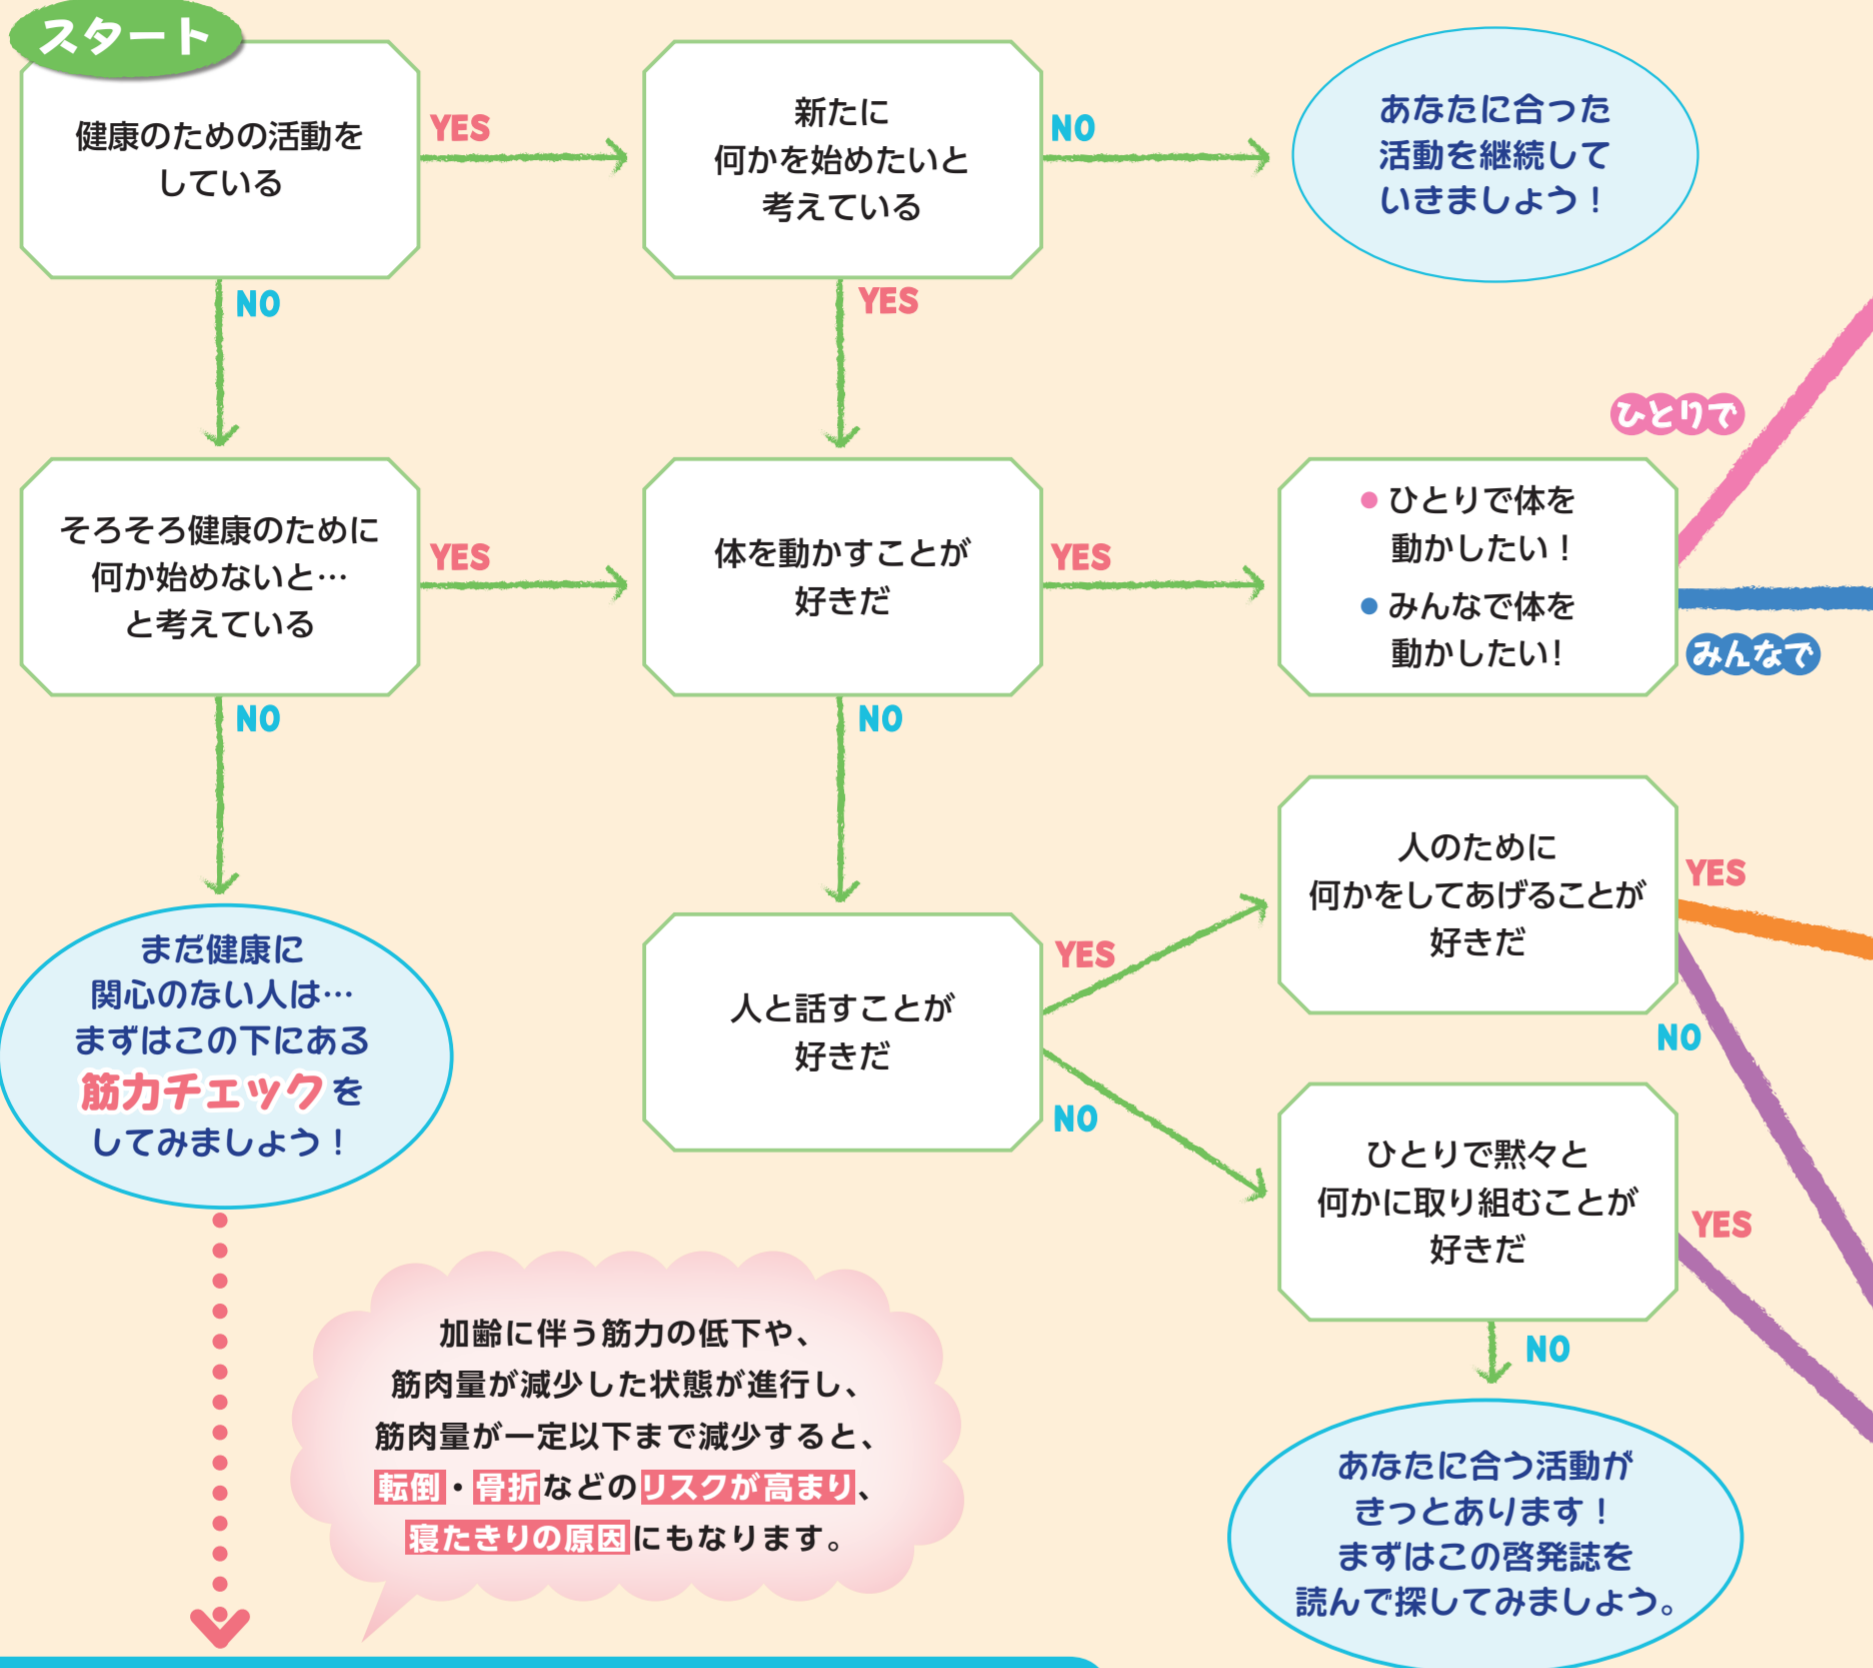 スタート
健康のための活動を
している
YES
新たに
何かを始めたいと
考えている
NO
あなたに合った
活動を継続して
いきましょう！
NO
YES
ひとりで
そろそろ健康のために
何か始めないと…
と考えている
YES
体を動かすことが
好きだ
YES
● ひとりで体を
動かしたい！
● みんなで体を
動かしたい！
みんなで
NO
NO
まだ健康に
関心のない人は…
まずはこの下にある
筋力チェックを
してみましょう！
人と話すことが
好きだ
YES
NO
人のために
何かをしてあげることが
好きだ
YES
NO
ひとりで黙々と
何かに取り組むことが
好きだ
YES
NO
加齢に伴う筋力の低下や、
筋肉量が減少した状態が進行し、
筋肉量が一定以下まで減少すると、
転倒・骨折などのリスクが高まり、
寝たきりの原因にもなります。
あなたに合う活動が
きっとあります！
まずはこの啓発誌を
読んで探してみましょう。